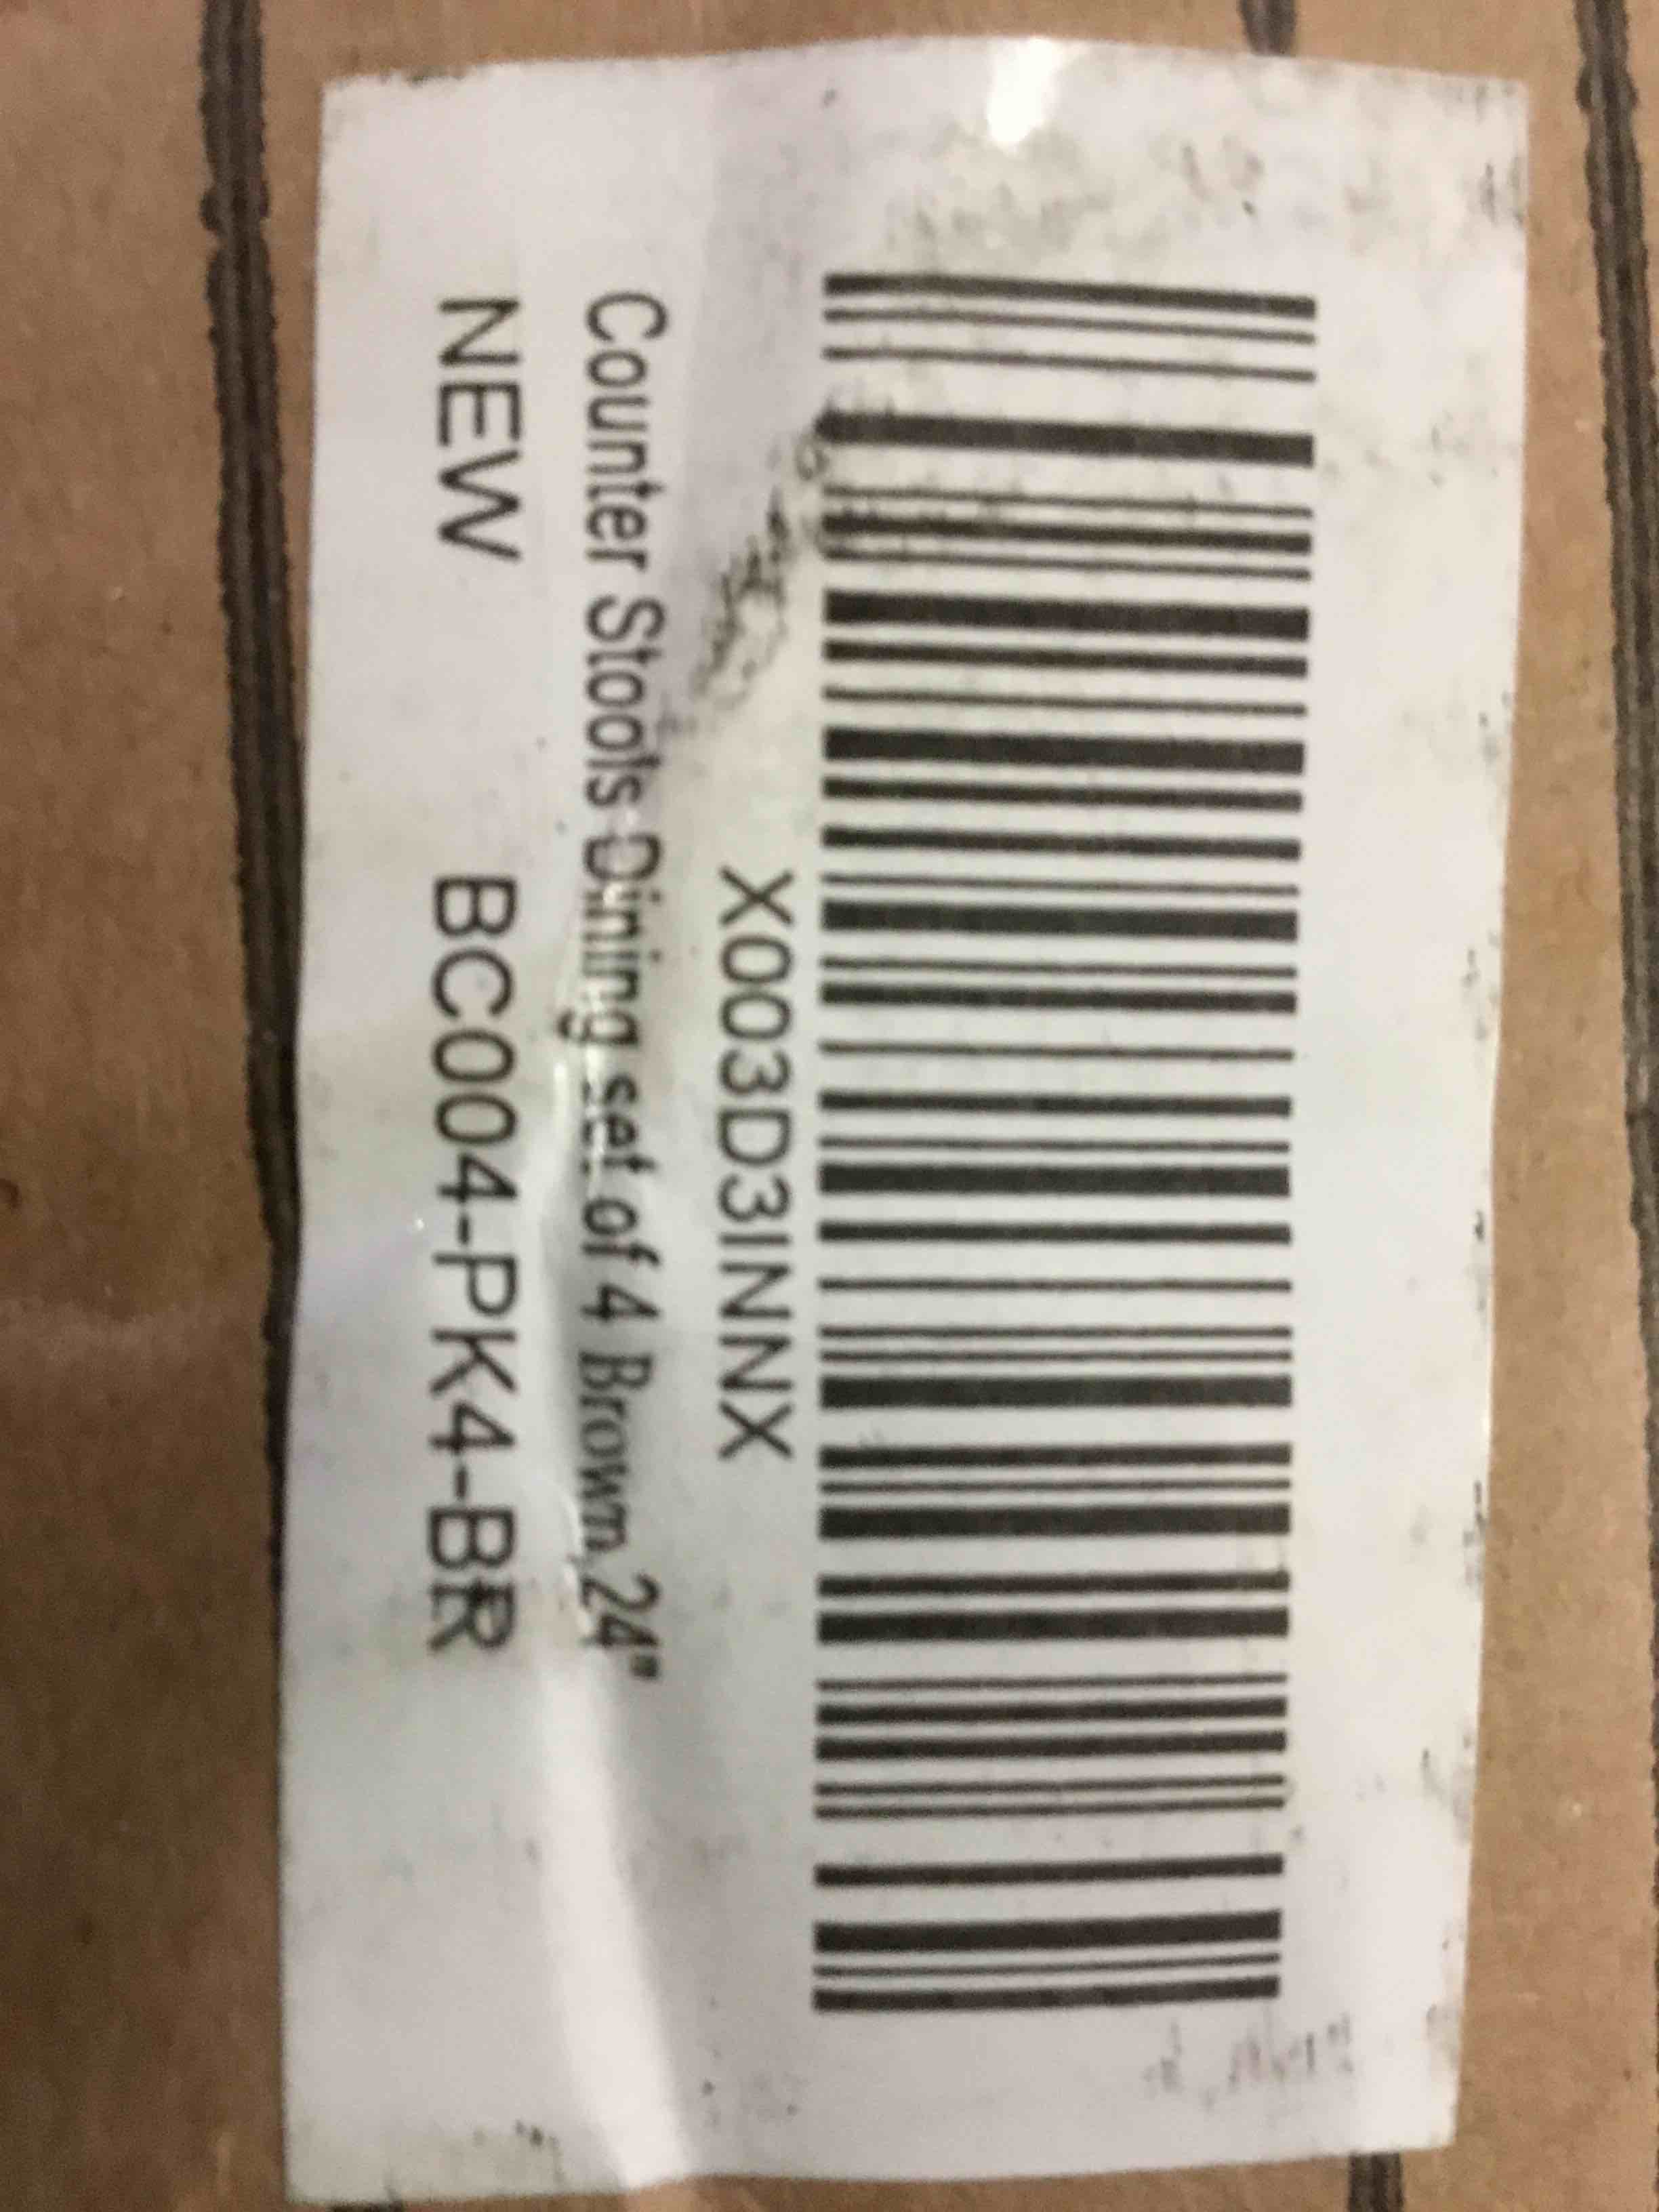 X003D3INNX
Counter Stools Dining set of 4 Brown,24"
NEW BC004-PK4-BR